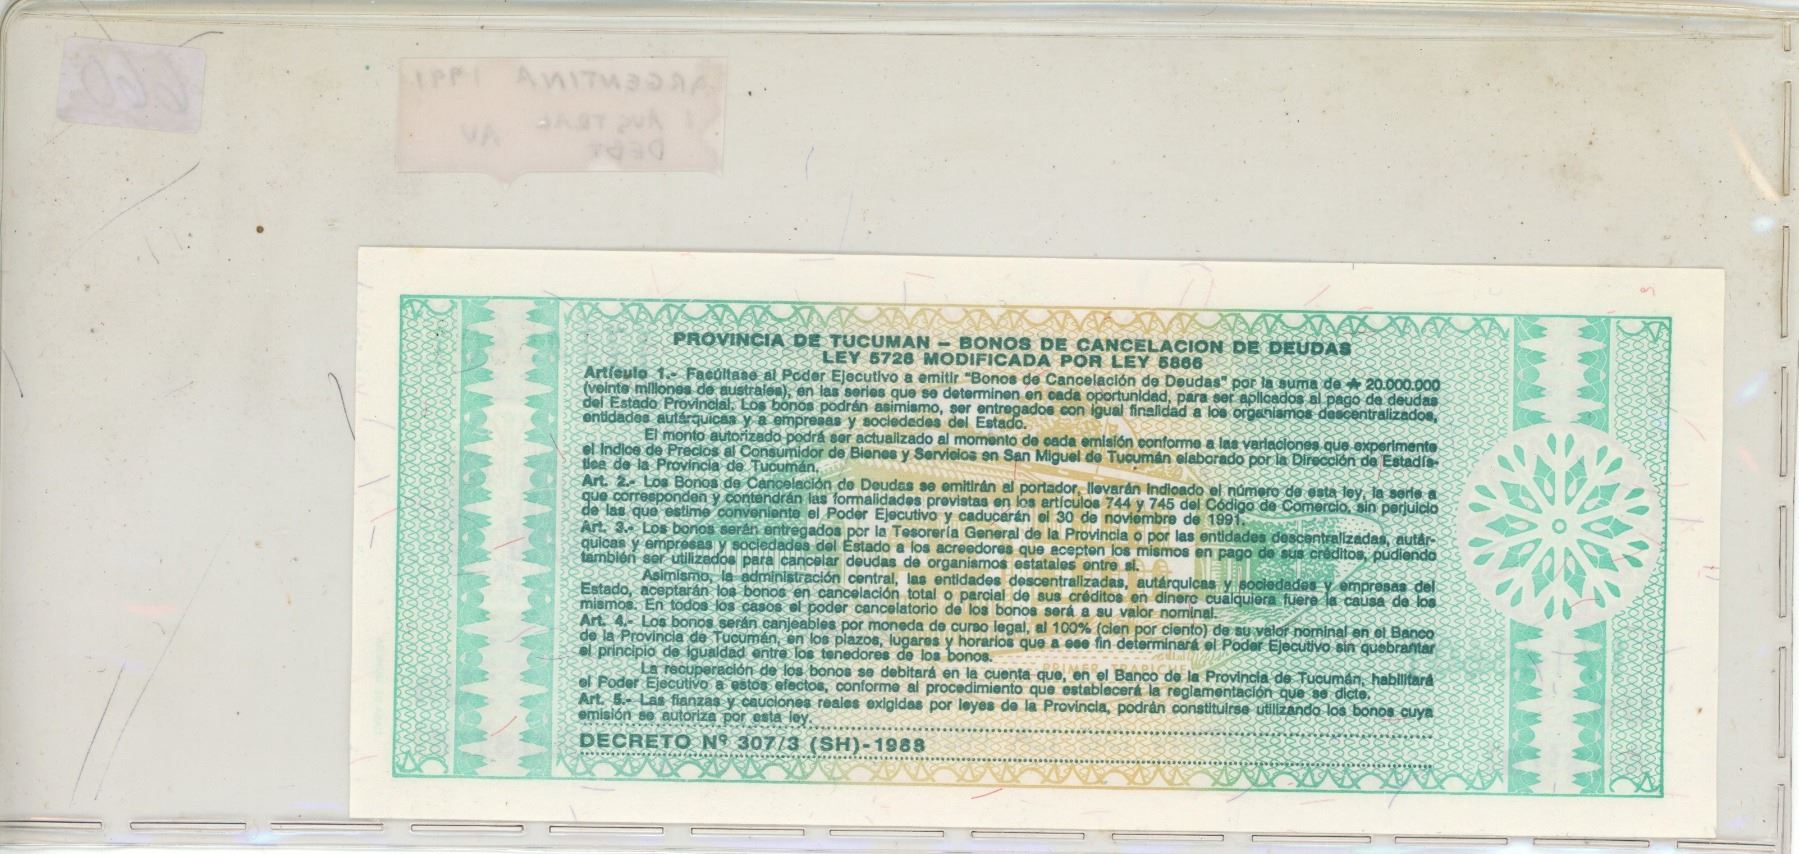 ARGENTINA 1991
1 AUSTRAL
DEBT AU
PROVINCIA DE TUCUMAN – BONOS DE CANCELACION DE DEUDAS
LEY 5728 MODIFICADA POR LEY 5866
Artículo 1.- Facúltase al Poder Ejecutivo a emitir "Bonos de Cancelación de Deudas" por la suma de ₳ 20.000.000
(veinte millones de australes), en las series que se determinen en cada oportunidad, para ser aplicados al pago de deudas
del Estado Provincial. Los bonos podrán asimismo, ser entregados con igual finalidad a los organismos descentralizados,
entidades autárquicas y a empresas y sociedades del Estado.
El monto autorizado podrá ser actualizado al momento de cada emisión conforme a las variaciones que experimente
el Indice de Precios al Consumidor de Bienes y Servicios en San Miguel de Tucumán elaborado por la Dirección de Estadís-
tica de la Provincia de Tucumán.
Art. 2.- Los Bonos de Cancelación de Deudas se emitirán al portador, llevarán indicado el número de esta ley, la serie a
que corresponden y contendrán las formalidades previstas en los artículos 744 y 745 del Código de Comercio, sin perjuicio
de las que estime conveniente el Poder Ejecutivo y caducarán el 30 de noviembre de 1991.
Art. 3.- Los bonos serán entregados por la Tesorería General de la Provincia o por las entidades descentralizadas, autár-
quicas y empresas y sociedades del Estado a los acreedores que acepten los mismos en pago de sus créditos, pudiendo
también ser utilizados para cancelar deudas de organismos estatales entre sí.
Asimismo, la administración central, las entidades descentralizadas, autárquicas y sociedades y empresas del
Estado, aceptarán los bonos en cancelación total o parcial de sus créditos en dinero cualquiera fuere la causa de los
mismos. En todos los casos el poder cancelatorio de los bonos será a su valor nominal.
Art. 4.- Los bonos serán canjeables por moneda de curso legal, al 100% (cien por ciento) de su valor nominal en el Banco
de la Provincia de Tucumán, en los plazos, lugares y horarios que a ese fin determinará el Poder Ejecutivo sin quebrantar
el principio de igualdad entre los tenedores de los bonos.
PRIMER TRAPICHE
La recuperación de los bonos se debitará en la cuenta que, en el Banco de la Provincia de Tucumán, habilitará
el Poder Ejecutivo a estos efectos, conforme al procedimiento que establecerá la reglamentación que se dicte.
Art. 5.- Las fianzas y cauciones reales exigidas por leyes de la Provincia, podrán constituirse utilizando los bonos cuya
emisión se autoriza por esta ley.
DECRETO Nº 307/3 (SH)-1988